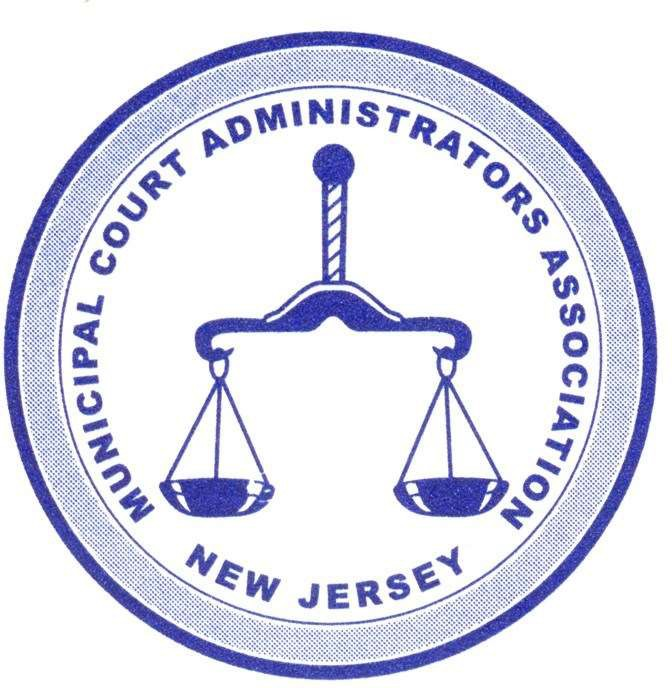 MUNICIPAL COURT ADMINISTRATORS ASSOCIATION
NEW JERSEY